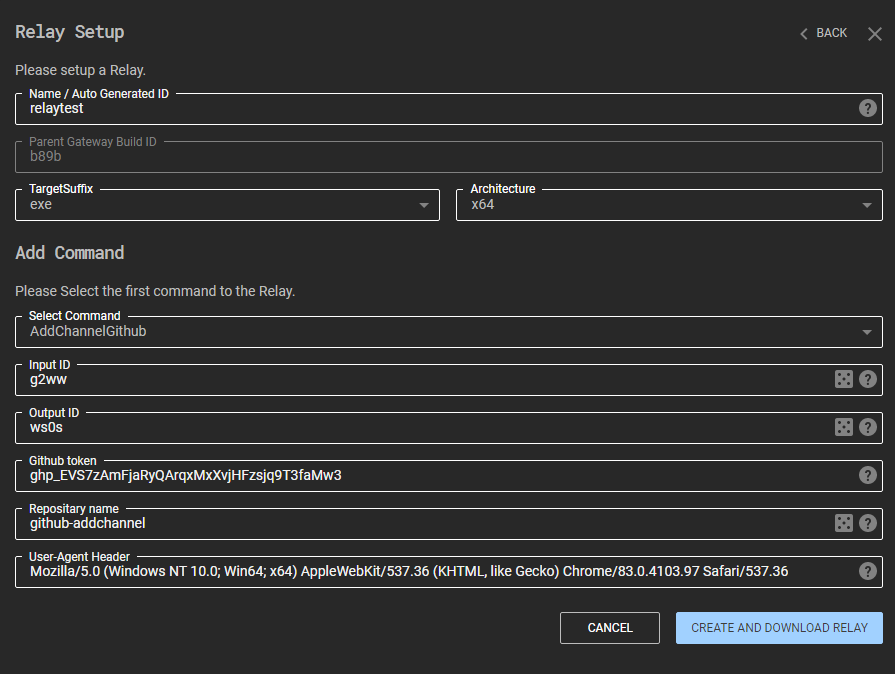 Relay Setup
BACK
Please setup a Relay.
Name / Auto Generated ID
relaytest
Parent Gateway Build ID
b89b
TargetSuffix
exe
Architecture
x64
Add Command
Please Select the first command to the Relay.
Select Command
AddChannelGithub
Input ID
g2ww
Output ID
ws0s
Github token
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
Repositary name
github-addchannel
User-Agent Header
Mozilla/5.0 (Windows NT 10.0; Win64; x64) AppleWebKit/537.36 (KHTML, like Gecko) Chrome/83.0.4103.97 Safari/537.36
CANCEL
CREATE AND DOWNLOAD RELAY